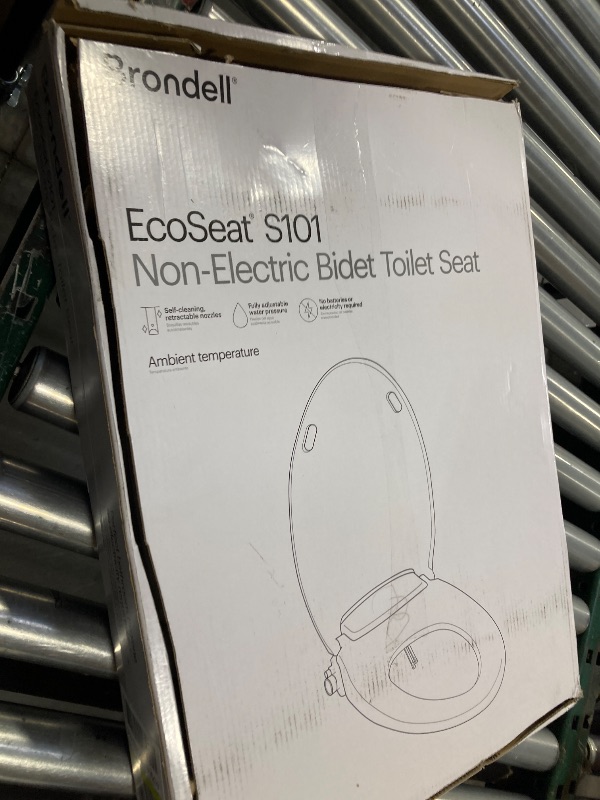 Brondell®
EcoSeat® S101
Non-Electric Bidet Toilet Seat
Self-cleaning,
retractable nozzles
Fully adjustable
water pressure
No batteries or
electricity required
Ambient temperature